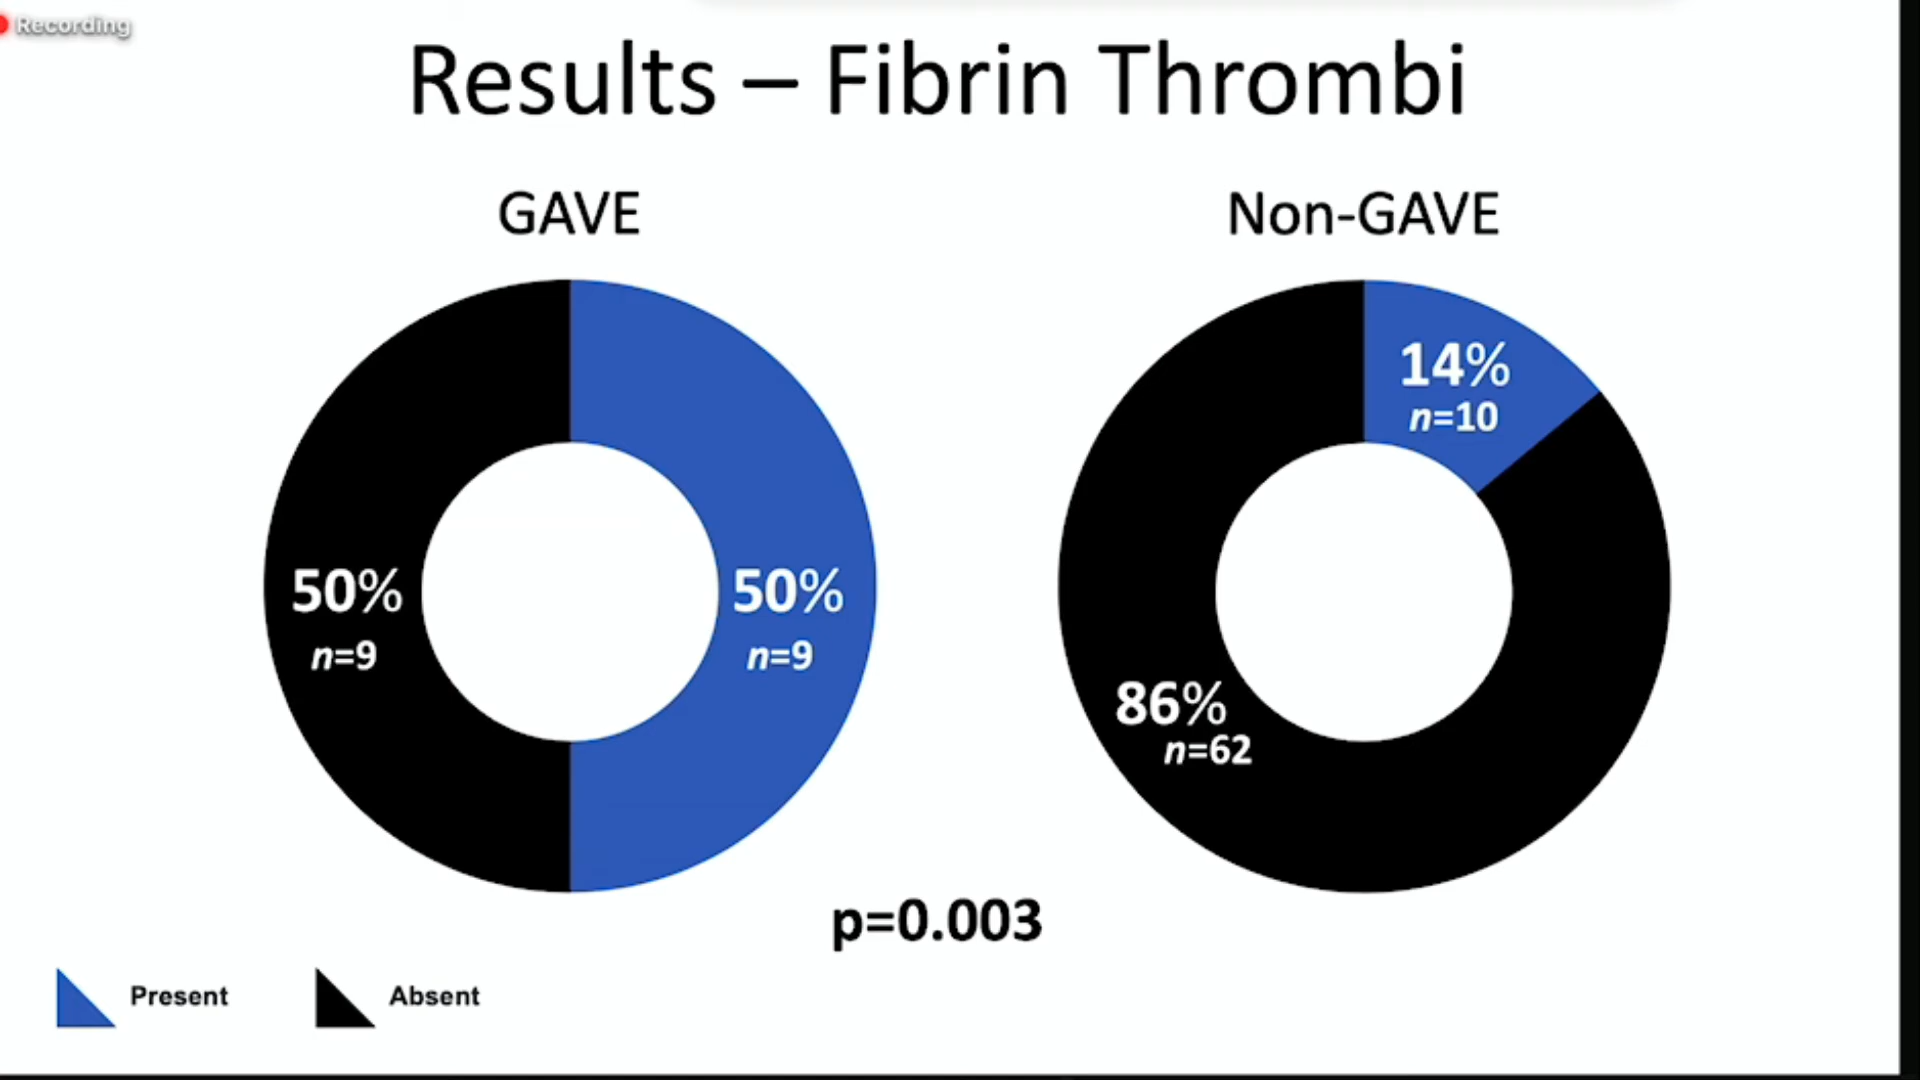 Recording
Results – Fibrin Thrombi
GAVE
Non-GAVE
50%
n=9
50%
n=9
14%
n=10
86%
n=62
p=0.003
Present
Absent